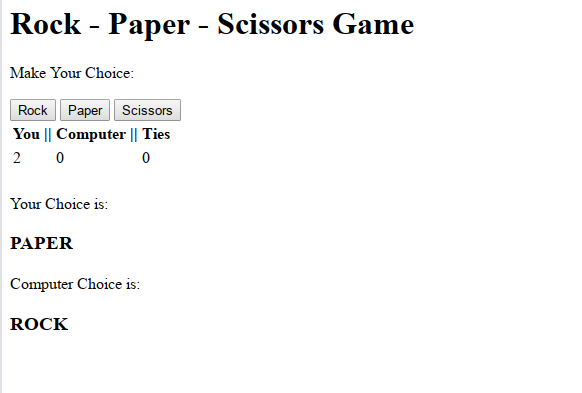 Rock - Paper - Scissors Game
Make Your Choice:
Rock Paper Scissors
You || Computer || Ties
2 0 0
Your Choice is:
PAPER
Computer Choice is:
ROCK